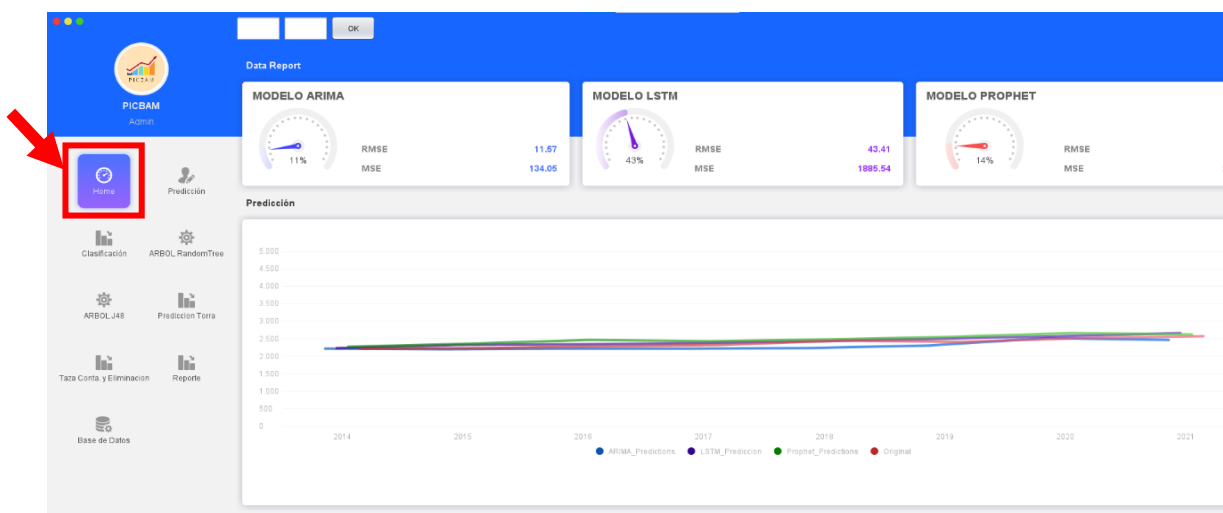 OK
PICBAM
PICBAM
Admin
Home
Predicción
Clasificación
ARBOL RandomTree
ARBOL J48
Prediccion Torra
Taza Conta. y Eliminacion
Reporte
Base de Datos
Data Report
MODELO ARIMA
11%
RMSE 11.57
MSE 134.05
MODELO LSTM
43%
RMSE 43.41
MSE 1885.54
MODELO PROPHET
14%
RMSE
MSE
Predicción
5.000
4.500
4.000
3.500
3.000
2.500
2.000
1.500
1.000
500
0
2014 2015 2016 2017 2018 2019 2020 2021
ARIMA_Predictions LSTM_Prediccion Prophet_Predictions Original